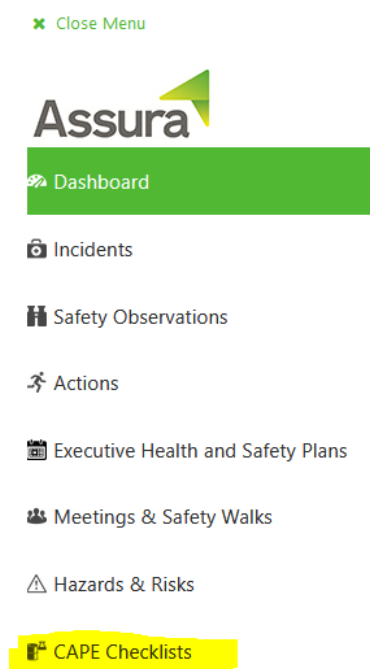 Close Menu
Assura
Dashboard
Incidents
Safety Observations
Actions
Executive Health and Safety Plans
Meetings & Safety Walks
Hazards & Risks
CAPE Checklists